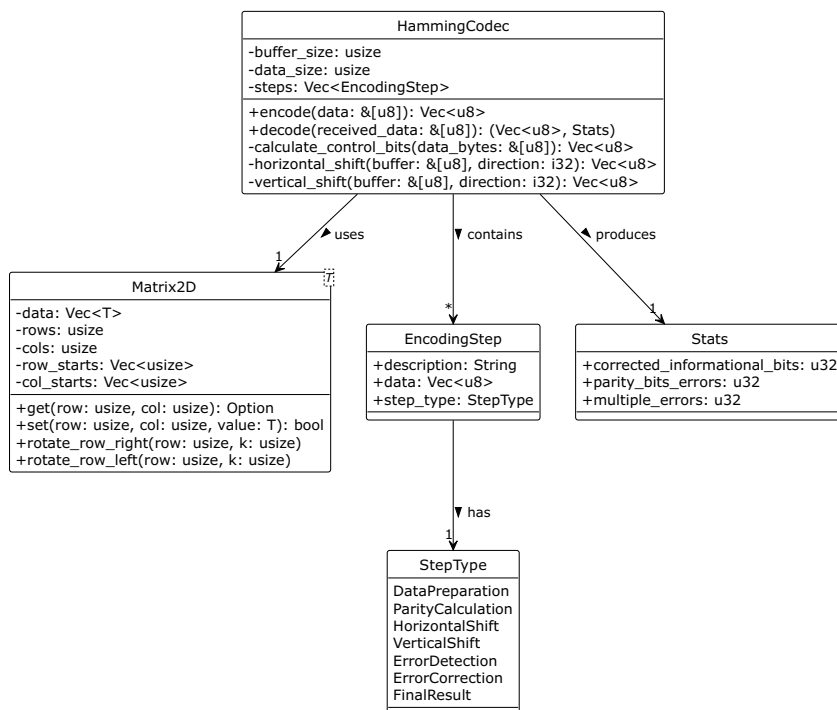 HammingCodec
-buffer_size: usize
-data_size: usize
-steps: Vec<EncodingStep>
+encode(data: &[u8]): Vec<u8>
+decode(received_data: &[u8]): (Vec<u8>, Stats)
-calculate_control_bits(data_bytes: &[u8]): Vec<u8>
-horizontal_shift(buffer: &[u8], direction: i32): Vec<u8>
-vertical_shift(buffer: &[u8], direction: i32): Vec<u8>
uses
contains
produces
1
*
1
Matrix2D
T
-data: Vec<T>
-rows: usize
-cols: usize
-row_starts: Vec<usize>
-col_starts: Vec<usize>
+get(row: usize, col: usize): Option
+set(row: usize, col: usize, value: T): bool
+rotate_row_right(row: usize, k: usize)
+rotate_row_left(row: usize, k: usize)
EncodingStep
+description: String
+data: Vec<u8>
+step_type: StepType
Stats
+corrected_informational_bits: u32
+parity_bits_errors: u32
+multiple_errors: u32
has
1
StepType
DataPreparation
ParityCalculation
HorizontalShift
VerticalShift
ErrorDetection
ErrorCorrection
FinalResult